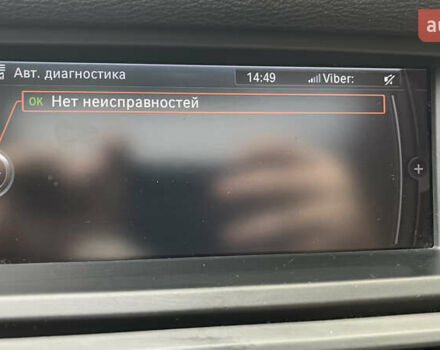 Авт. диагностика
14:49
Viber:
OK Нет неисправностей
+